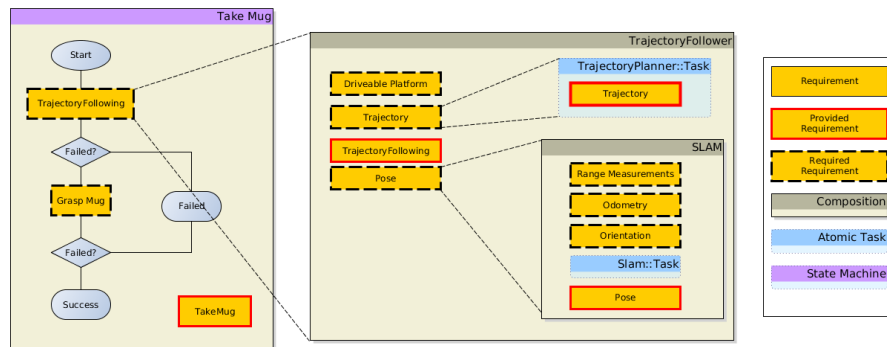 Take Mug
Start
TrajectoryFollowing
Failed?
Grasp Mug
Failed
Failed?
Success
TakeMug
TrajectoryFollower
Driveable Platform
Trajectory
TrajectoryFollowing
Pose
TrajectoryPlanner::Task
Trajectory
SLAM
Range Measurements
Odometry
Orientation
Slam::Task
Pose
Requirement
Provided
Requirement
Required
Requirement
Composition
Atomic Task
State Machine